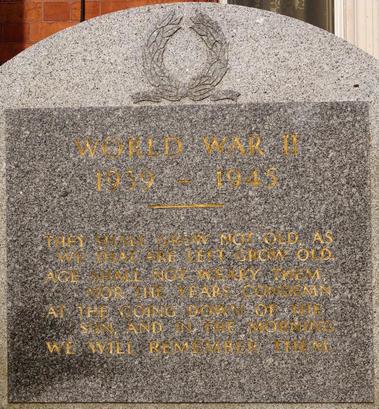 WORLD WAR II
1939 - 1945
THEY SHALL GROW NOT OLD, AS
WE THAT ARE LEFT GROW OLD.
AGE SHALL NOT WEARY THEM
NOR THE YEARS CONDEMN.
AT THE GOING DOWN OF THE
SUN, AND IN THE MORNING
WE WILL REMEMBER THEM.